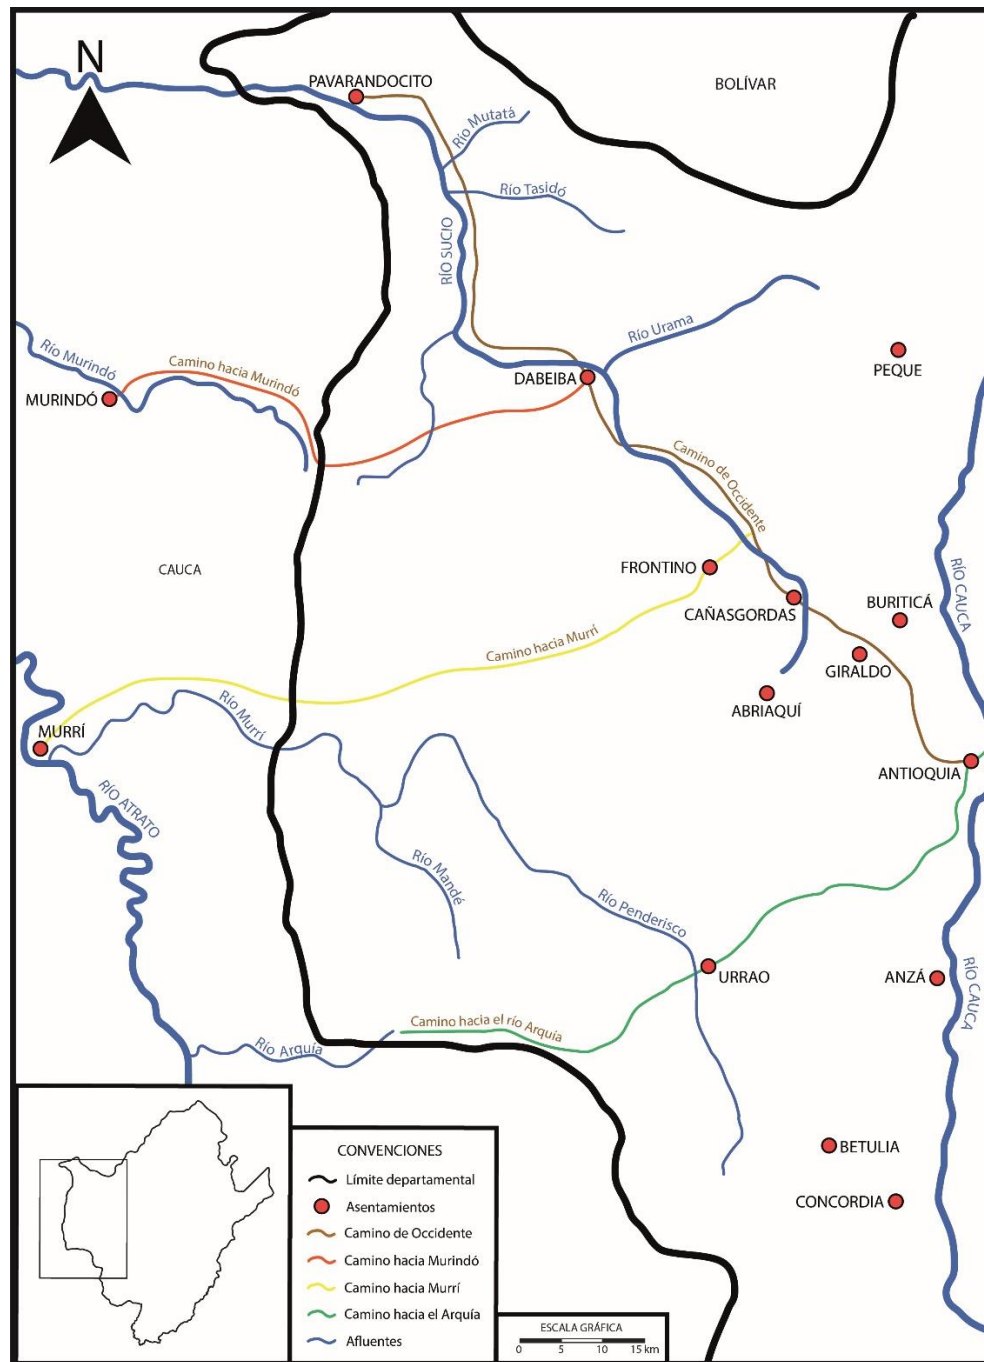 N
PAVARANDOCITO
BOLÍVAR
Río Mutatá
Río Tasidó
RÍO SUCIO
Río Urama
Río Murindó
Camino hacia Murindó
MURINDÓ
DABEIBA
PEQUE
Camino de Occidente
CAUCA
FRONTINO
CAÑASGORDAS
BURITICÁ
RÍO CAUCA
GIRALDO
Camino hacia Murrí
ABRIAQUÍ
Río Murrí
MURRÍ
ANTIOQUIA
RÍO ATRATO
Río Mandé
Río Penderisco
URRAO
ANZÁ
RÍO CAUCA
Camino hacia el río Arquía
Río Arquía
BETULIA
CONCORDIA
CONVENCIONES
Límite departamental
Asentamientos
Camino de Occidente
Camino hacia Murindó
Camino hacia Murrí
Camino hacia el Arquía
Afluentes
ESCALA GRÁFICA
0 5 10 15 km